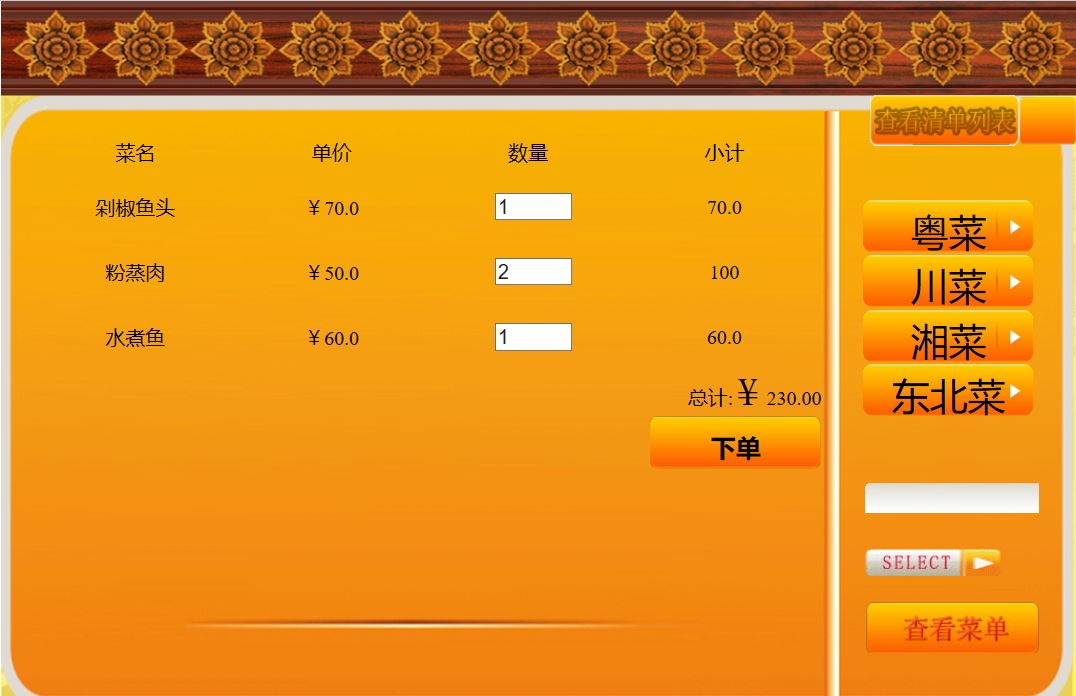 查看清单列表
菜名 单价 数量 小计
剁椒鱼头 ￥70.0 1 70.0
粉蒸肉 ￥50.0 2 100
水煮鱼 ￥60.0 1 60.0
总计:￥ 230.00
下单
粤菜
川菜
湘菜
东北菜
SELECT
查看菜单